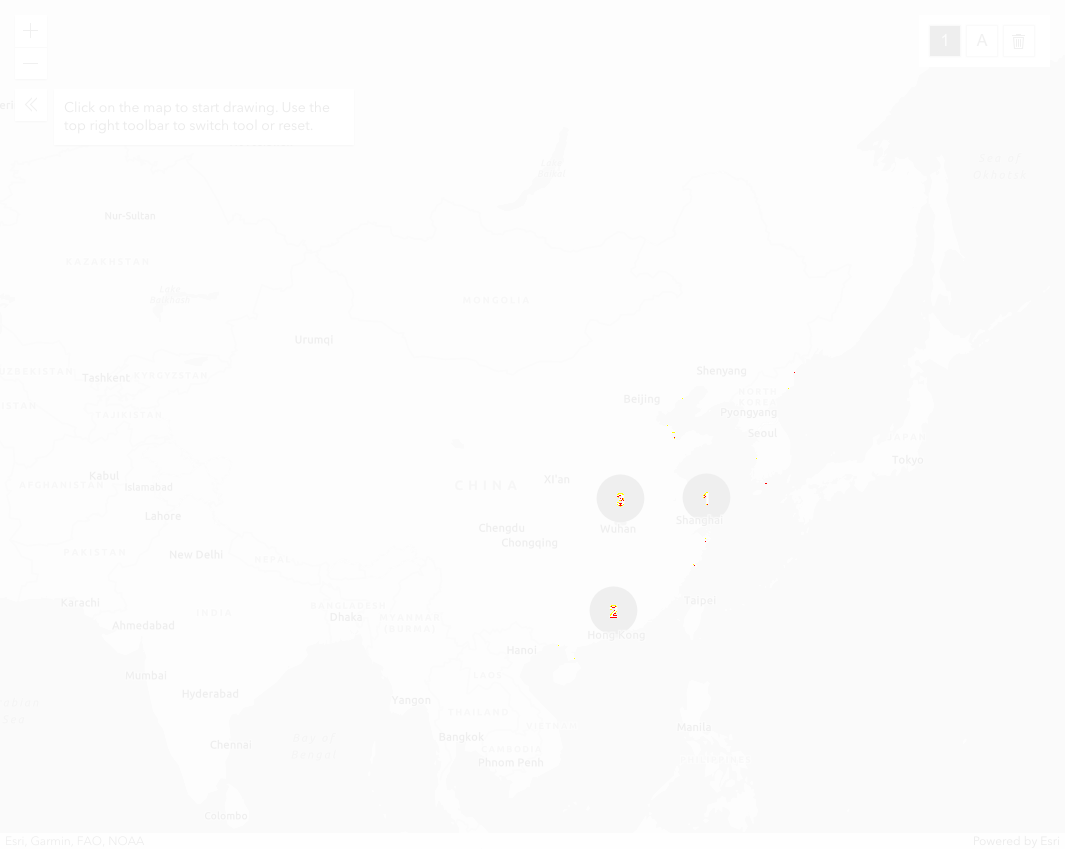 +
1
A
−
eri
Click on the map to start drawing. Use the
top right toolbar to switch tool or reset.
Nur-Sultan
KAZAKHSTAN
MONGOLIA
Urumqi
Shenyang
Tashkent
KYRGYZSTAN
NORTH
KOREA
Beijing
Pyongyang
Seoul
JAPAN
Tokyo
Kabul
Islamabad
AFGHANISTAN
CHINA
Xi'an
Lahore
Shanghai
Chengdu
Wuhan
Chongqing
PAKISTAN
New Delhi
NEPAL
Karachi
INDIA
BANGLADESH
Dhaka
MYANMAR
(BURMA)
Taipei
Ahmedabad
Hong Kong
Hanoi
Mumbai
LAOS
Hyderabad
Yangon
THAILAND
VIETNAM
Manila
Chennai
Bangkok
CAMBODIA
Phnom Penh
Colombo
Esri, Garmin, FAO, NOAA
Powered by Esri